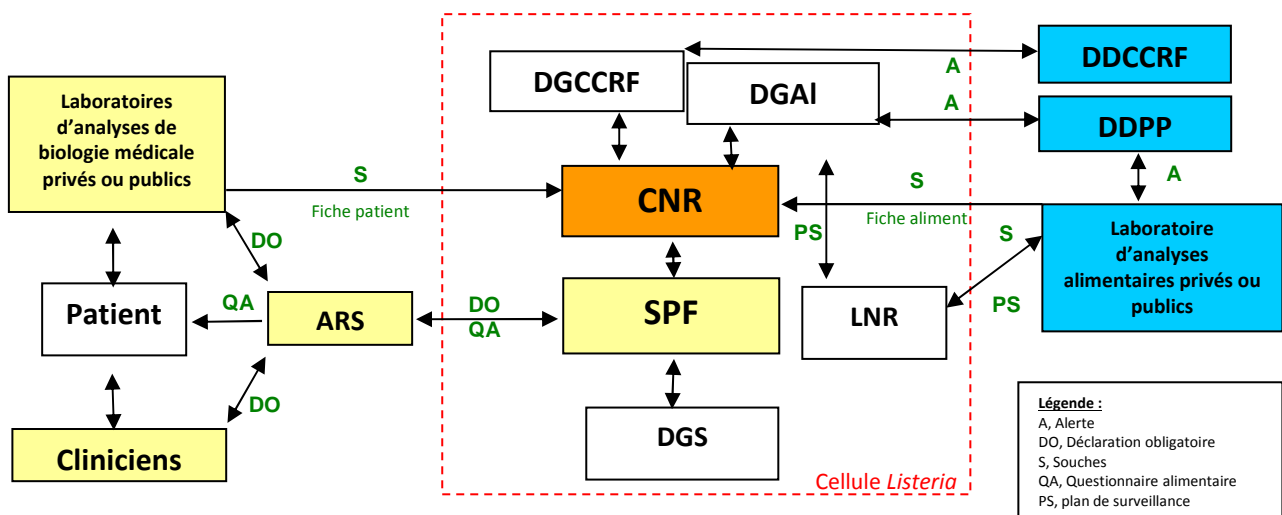 DGCCRF
DGAl
DDCCRF
A
DDPP
A
A
Laboratoires
d'analyses de
biologie médicale
privés ou publics
S
Fiche patient
CNR
S
Fiche aliment
PS
S
PS
Laboratoire
d'analyses
alimentaires privés ou
publics
DO
Patient
QA
ARS
DO
QA
SPF
LNR
DO
Cliniciens
DGS
Cellule Listeria
Légende :
A, Alerte
DO, Déclaration obligatoire
S, Souches
QA, Questionnaire alimentaire
PS, plan de surveillance